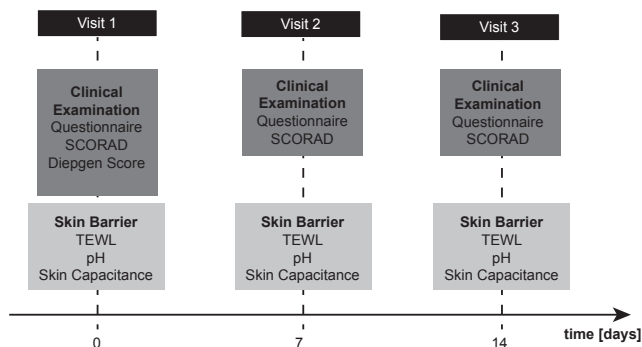 Visit 1
Visit 2
Visit 3
Clinical
Examination
Questionnaire
SCORAD
Diepgen Score
Clinical
Examination
Questionnaire
SCORAD
Clinical
Examination
Questionnaire
SCORAD
Skin Barrier
TEWL
pH
Skin Capacitance
Skin Barrier
TEWL
pH
Skin Capacitance
Skin Barrier
TEWL
pH
Skin Capacitance
0
7
14
time [days]